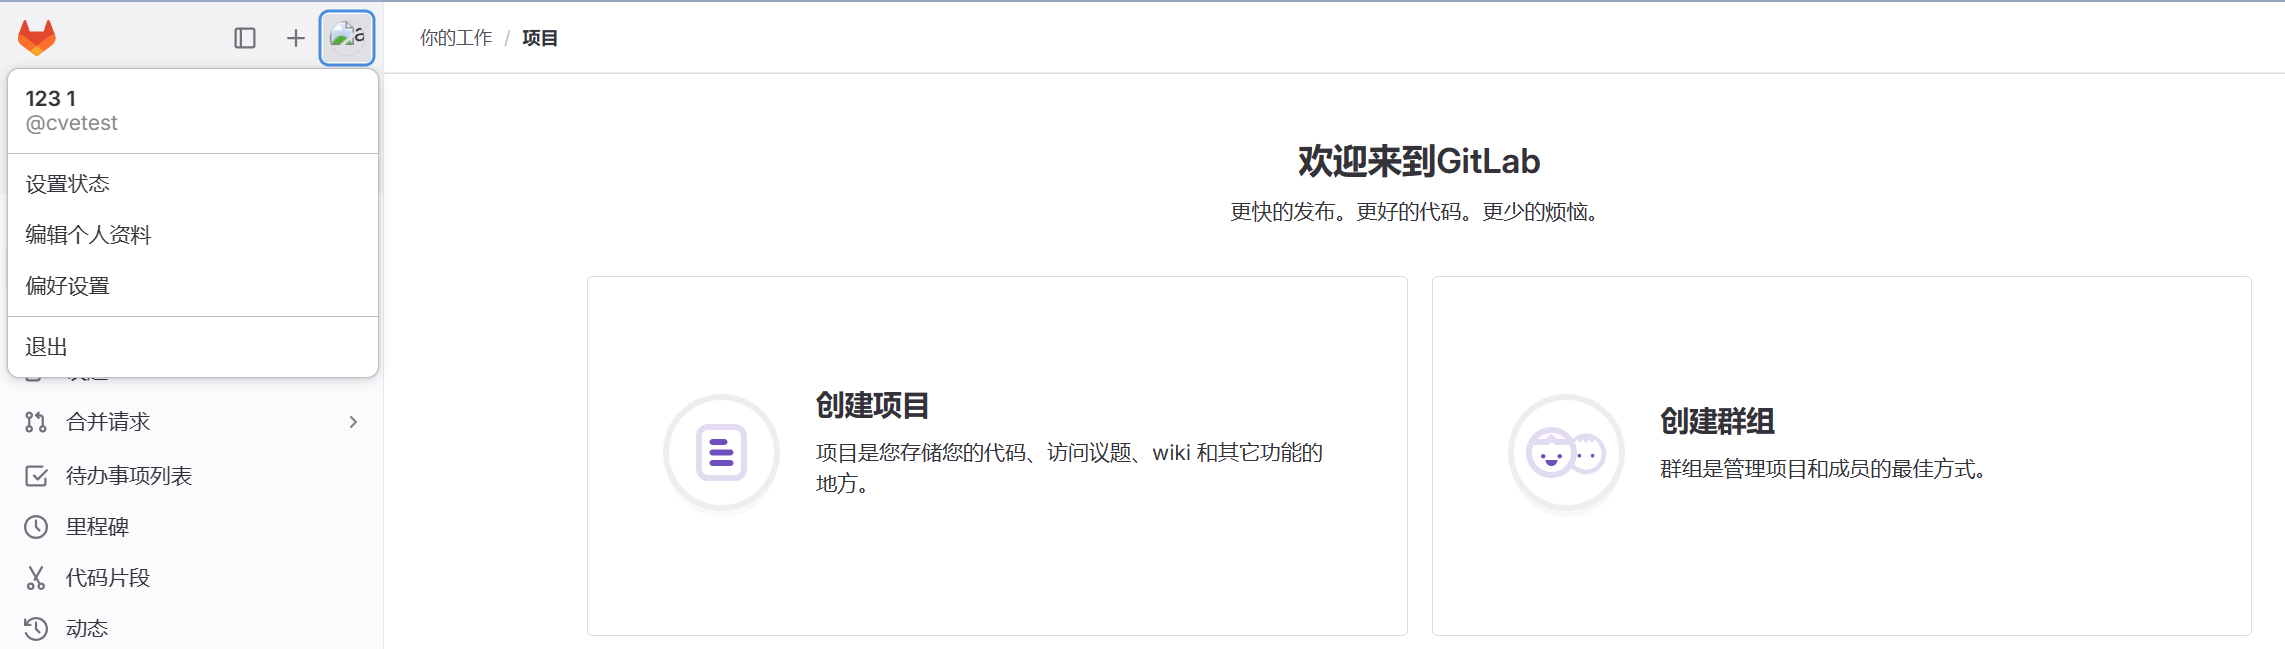 你的工作 / 项目
123 1
@cvetest
设置状态
编辑个人资料
偏好设置
退出
合并请求
待办事项列表
里程碑
代码片段
动态
欢迎来到GitLab
更快的发布。更好的代码。更少的烦恼。
创建项目
项目是您存储您的代码、访问议题、wiki 和其它功能的
地方。
创建群组
群组是管理项目和成员的最佳方式。